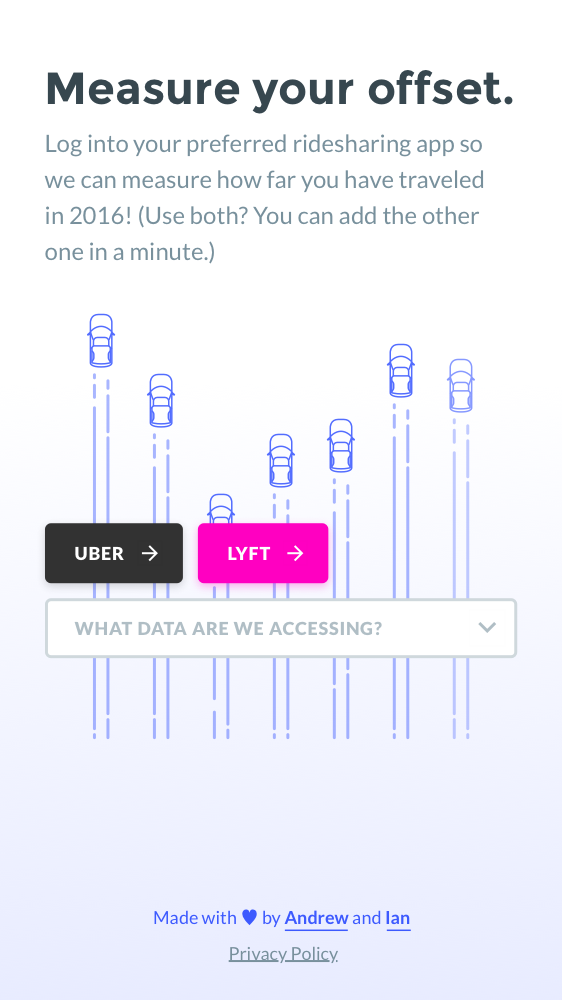 Measure your offset.
Log into your preferred ridesharing app so
we can measure how far you have traveled
in 2016! (Use both? You can add the other
one in a minute.)
UBER
LYFT
WHAT DATA ARE WE ACCESSING?
Made with ♥ by Andrew and Ian
Privacy Policy